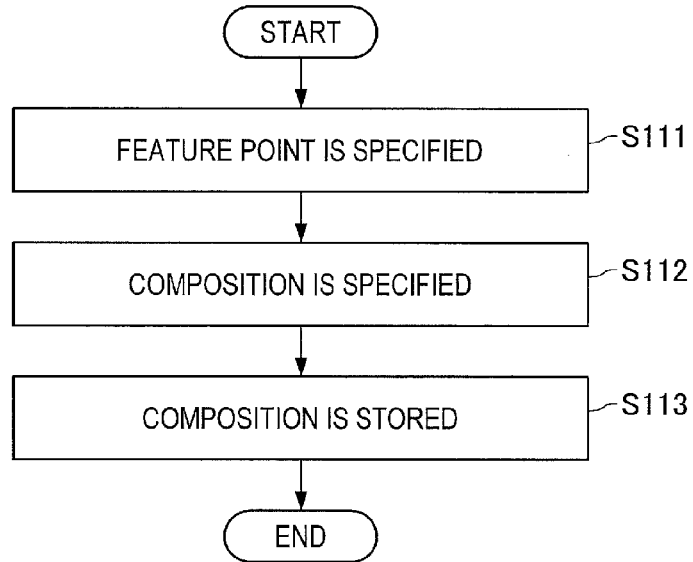 START
FEATURE POINT IS SPECIFIED
S111
COMPOSITION IS SPECIFIED
S112
COMPOSITION IS STORED
S113
END